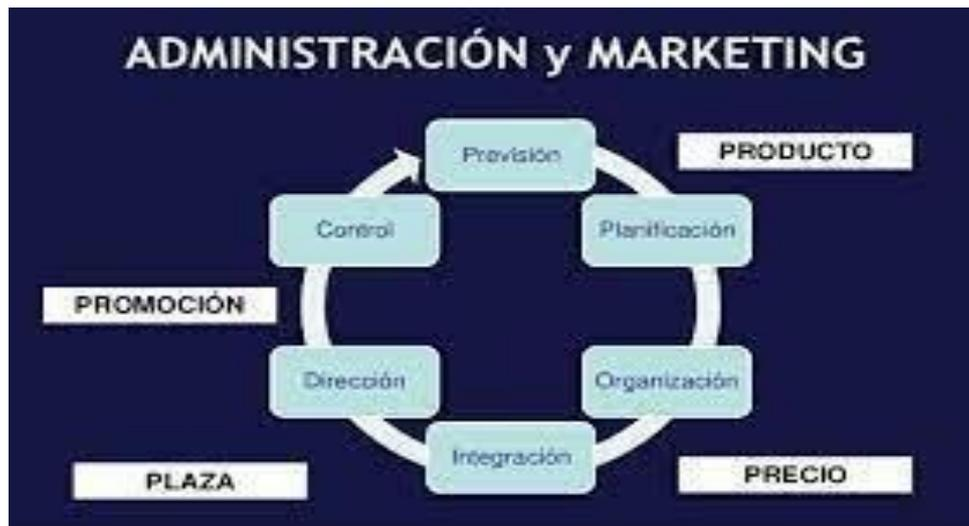 ADMINISTRACIÓN y MARKETING
Previsión
PRODUCTO
Control
Planificación
PROMOCIÓN
Dirección
Organización
Integración
PLAZA
PRECIO